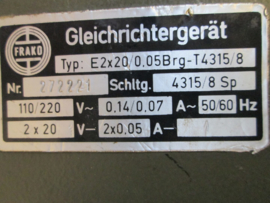 FRAKO
Gleichrichtergerät
Typ: E2x20/0,05Brg-T4315/8
Nr. 272221 Schltg. 4315/8 Sp
110/220 V~ 0,14/0,07 A~ 50/60 Hz
2 x 20 V- 2x0,05 A-